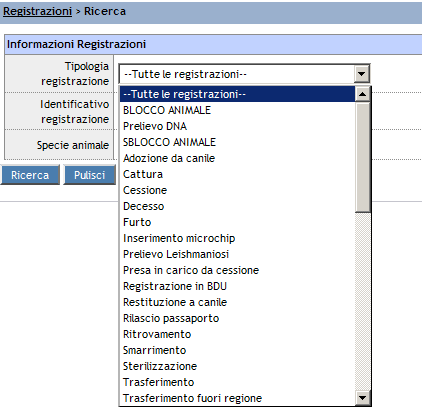 Registrazioni > Ricerca
Informazioni Registrazioni
Tipologia
registrazione
--Tutte le registrazioni--
Identificativo
registrazione
Specie animale
Ricerca
Pulisci
--Tutte le registrazioni--
BLOCCO ANIMALE
Prelievo DNA
SBLOCCO ANIMALE
Adozione da canile
Cattura
Cessione
Decesso
Furto
Inserimento microchip
Prelievo Leishmaniosi
Presa in carico da cessione
Registrazione in BDU
Restituzione a canile
Rilascio passaporto
Ritrovamento
Smarrimento
Sterilizzazione
Trasferimento
Trasferimento fuori regione